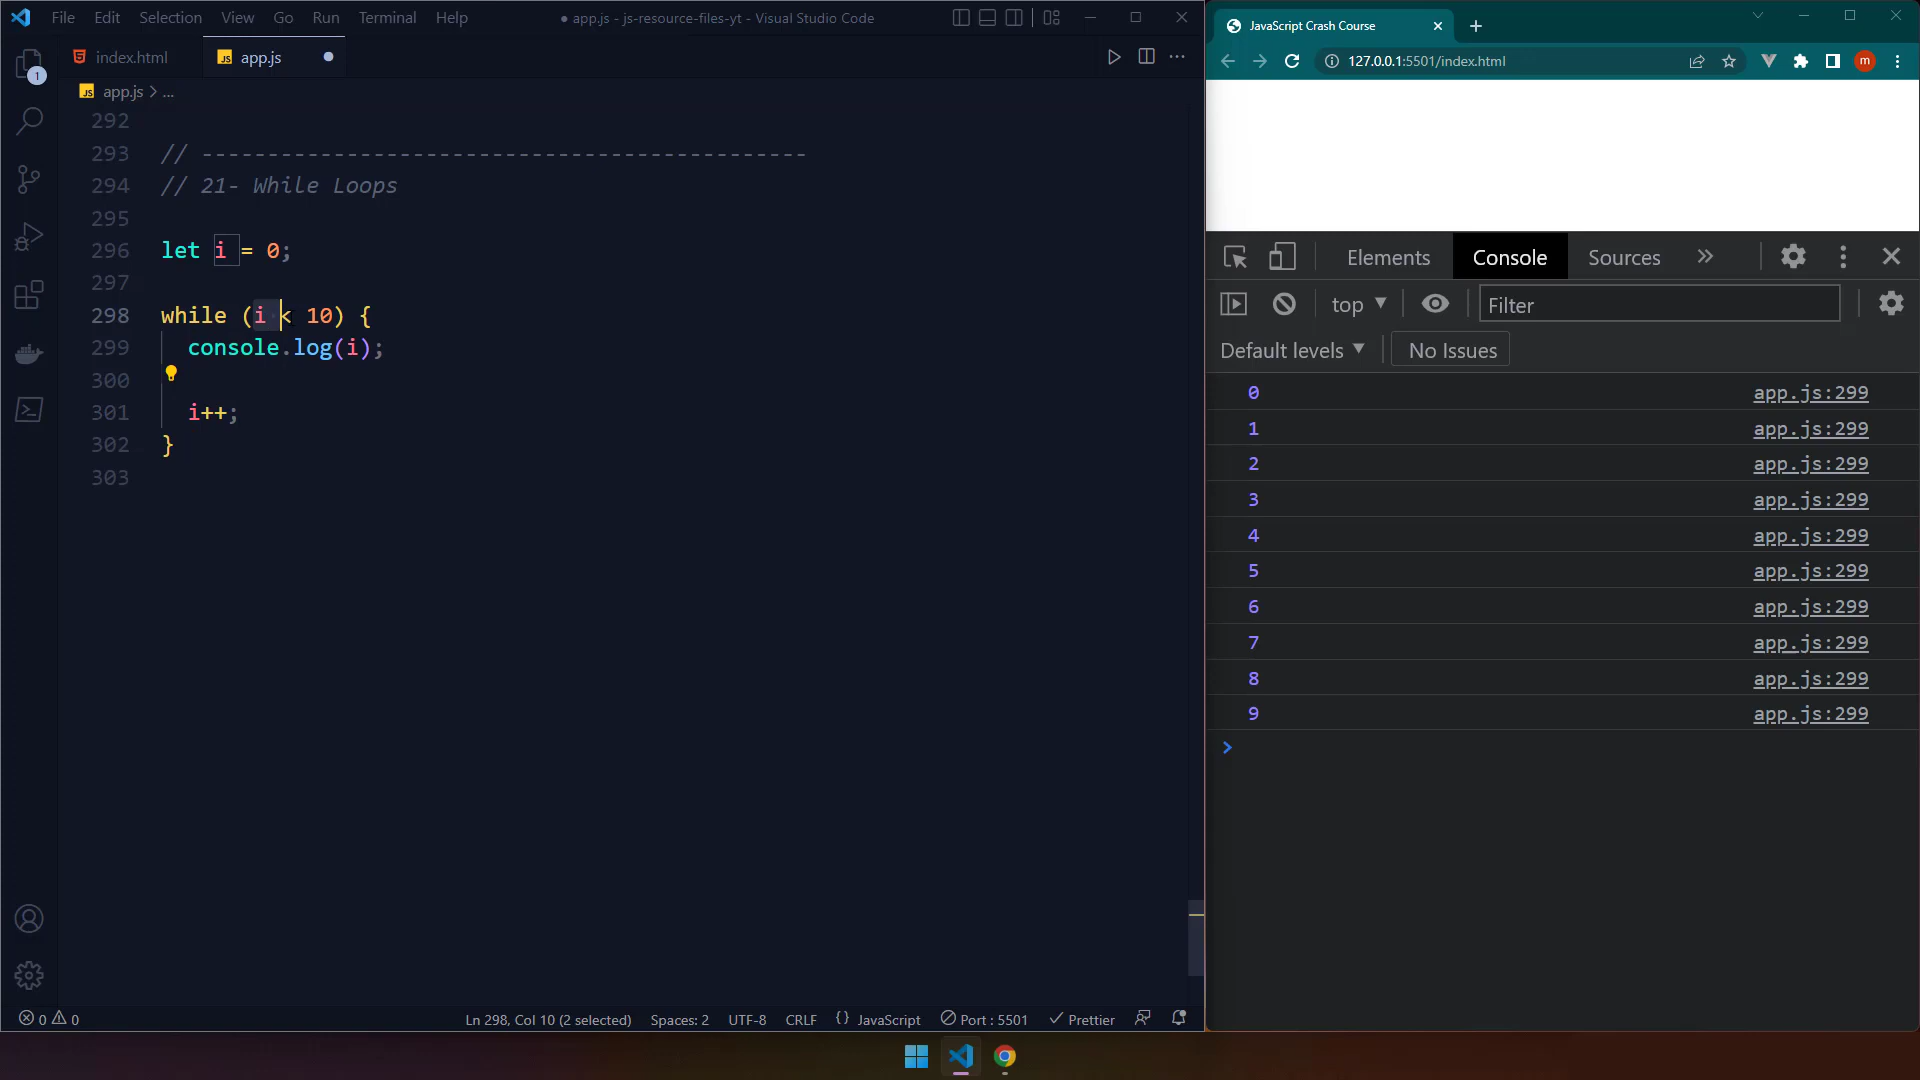 File Edit Selection View Go Run Terminal Help
● app.js - js-resource-files-yt - Visual Studio Code
index.html
JS app.js
JS app.js > ...
1
292
293 // ----------------------------------------------
294 // 21- While Loops
295
296 let i = 0;
297
298 while (i < 10) {
299 console.log(i);
300
301 i++;
302 }
303
0 0
Ln 298, Col 10 (2 selected) Spaces: 2 UTF-8 CRLF {} JavaScript Port : 5501 Prettier
JavaScript Crash Course
127.0.0.1:5501/index.html
m
Elements Console Sources
top Filter
Default levels No Issues
0 app.js:299
1 app.js:299
2 app.js:299
3 app.js:299
4 app.js:299
5 app.js:299
6 app.js:299
7 app.js:299
8 app.js:299
9 app.js:299
>